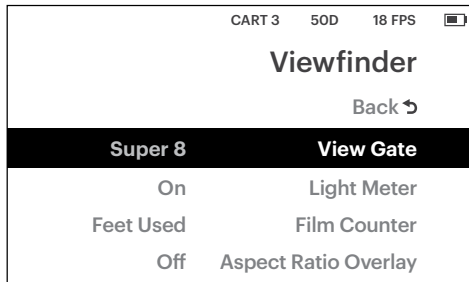 CART 3 50D 18 FPS
Viewfinder
Back
Super 8 View Gate
On Light Meter
Feet Used Film Counter
Off Aspect Ratio Overlay